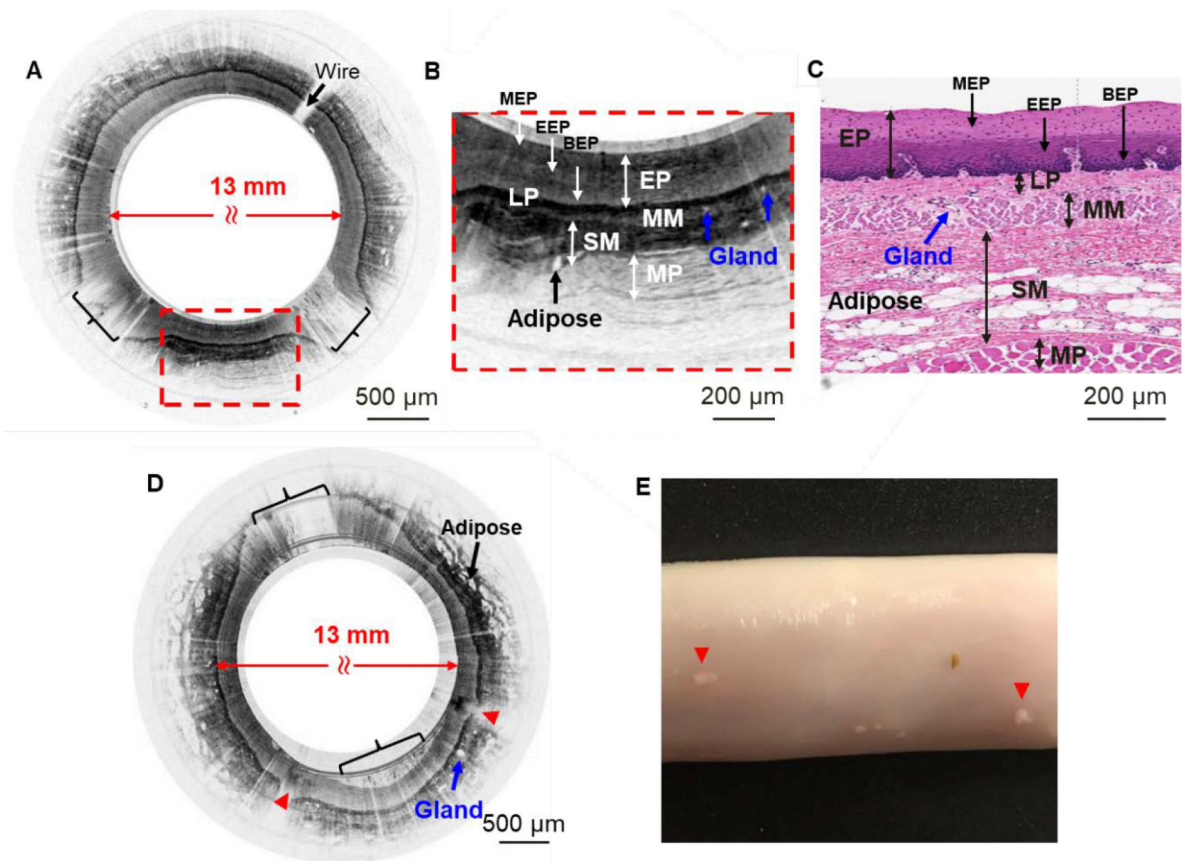 A
Wire
13 mm
500 µm
B
MEP
EEP
BEP
EP
LP
MM
SM
Gland
MP
Adipose
200 µm
C
MEP
EEP
BEP
EP
LP
MM
Gland
Adipose
SM
MP
200 µm
D
Adipose
13 mm
Gland
500 µm
E